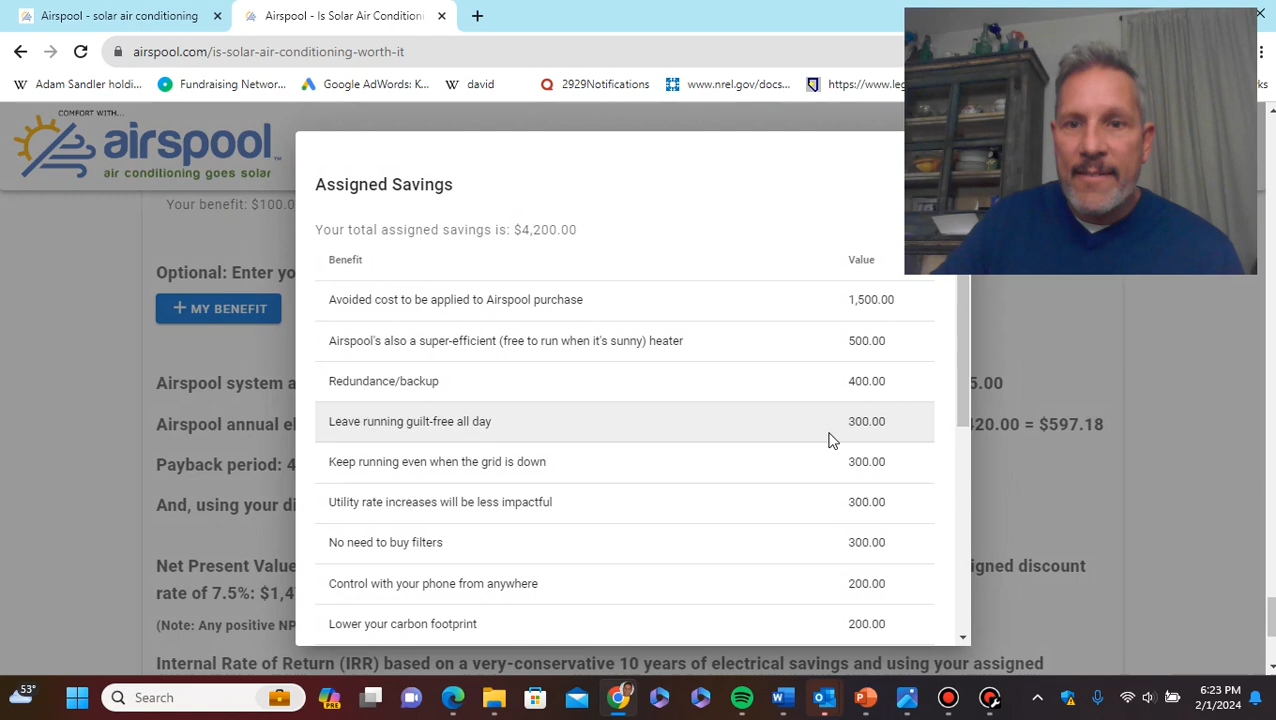 Airspool - solar air conditioning
Airspool - Is Solar Air Condition
airspool.com/is-solar-air-conditioning-worth-it
Adam Sandler holdi...
Fundraising Network...
Google AdWords: K...
david
2929Notifications
www.nrel.gov/docs...
https://www.leg
ks
COMFORT WITH...
airspool™
air conditioning goes solar
Your benefit: $100.0
Optional: Enter yo
+ MY BENEFIT
Airspool system a
5.00
Airspool annual el
420.00 = $597.18
Payback period: 4
And, using your di
Net Present Value
igned discount
rate of 7.5%: $1,4
(Note: Any positive NP
Internal Rate of Return (IRR) based on a very-conservative 10 years of electrical savings and using your assigned
Assigned Savings
Your total assigned savings is: $4,200.00
Benefit Value
Avoided cost to be applied to Airspool purchase 1,500.00
Airspool's also a super-efficient (free to run when it's sunny) heater 500.00
Redundance/backup 400.00
Leave running guilt-free all day 300.00
Keep running even when the grid is down 300.00
Utility rate increases will be less impactful 300.00
No need to buy filters 300.00
Control with your phone from anywhere 200.00
Lower your carbon footprint 200.00
53°
Search
PRE
6:23 PM
2/1/2024